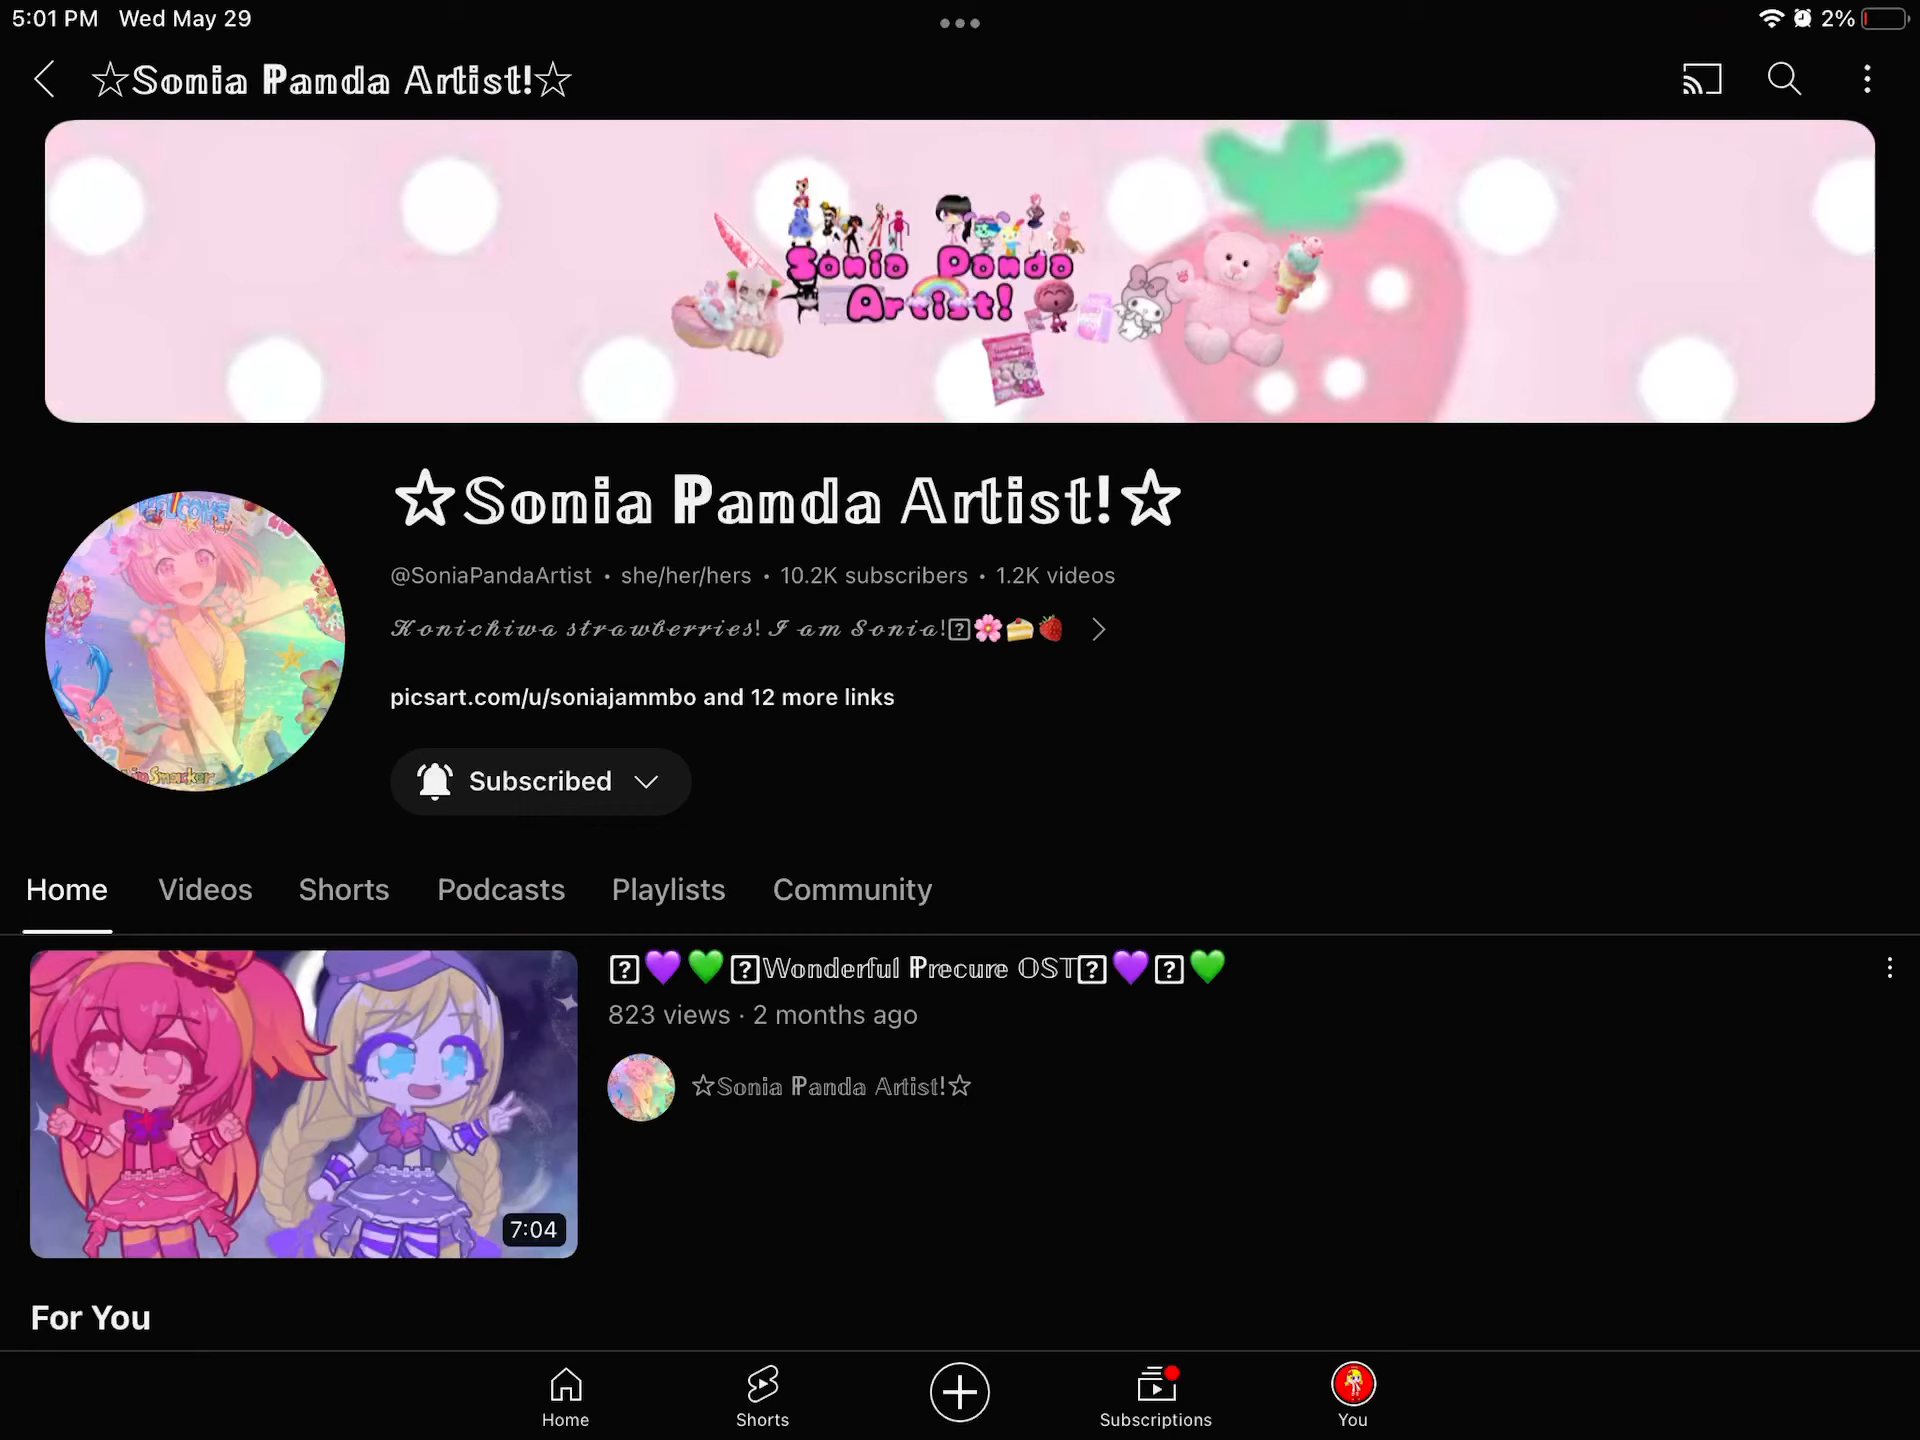 5:01 PM Wed May 29
2%
☆𝕊𝕠𝕟𝕚𝕒 ℙ𝕒𝕟𝕕𝕒 𝔸𝕣𝕥𝕚𝕤𝕥!☆
Sonia Panda
Artist!
☆𝕊𝕠𝕟𝕚𝕒 ℙ𝕒𝕟𝕕𝕒 𝔸𝕣𝕥𝕚𝕤𝕥!☆
@SoniaPandaArtist • she/her/hers • 10.2K subscribers • 1.2K videos
𝒦𝑜𝓃𝒾𝒸𝒽𝒾𝓌𝒶 𝓈𝓉𝓇𝒶𝓌𝒷𝑒𝓇𝓇𝒾𝑒𝓈! 𝐼 𝒶𝓂 𝒮𝑜𝓃𝒾𝒶!🌸🍰🍓
picsart.com/u/soniajammbo and 12 more links
Subscribed
Home Videos Shorts Podcasts Playlists Community
💜💚𝕎𝕠𝕟𝕕𝕖𝕣𝕗𝕦𝕝 ℙ𝕣𝕖𝕔𝕦𝕣𝕖 𝕆𝕊𝕋💜💚
823 views · 2 months ago
☆𝕊𝕠𝕟𝕚𝕒 ℙ𝕒𝕟𝕕𝕒 𝔸𝕣𝕥𝕚𝕤𝕥!☆
7:04
For You
Home Shorts Subscriptions You